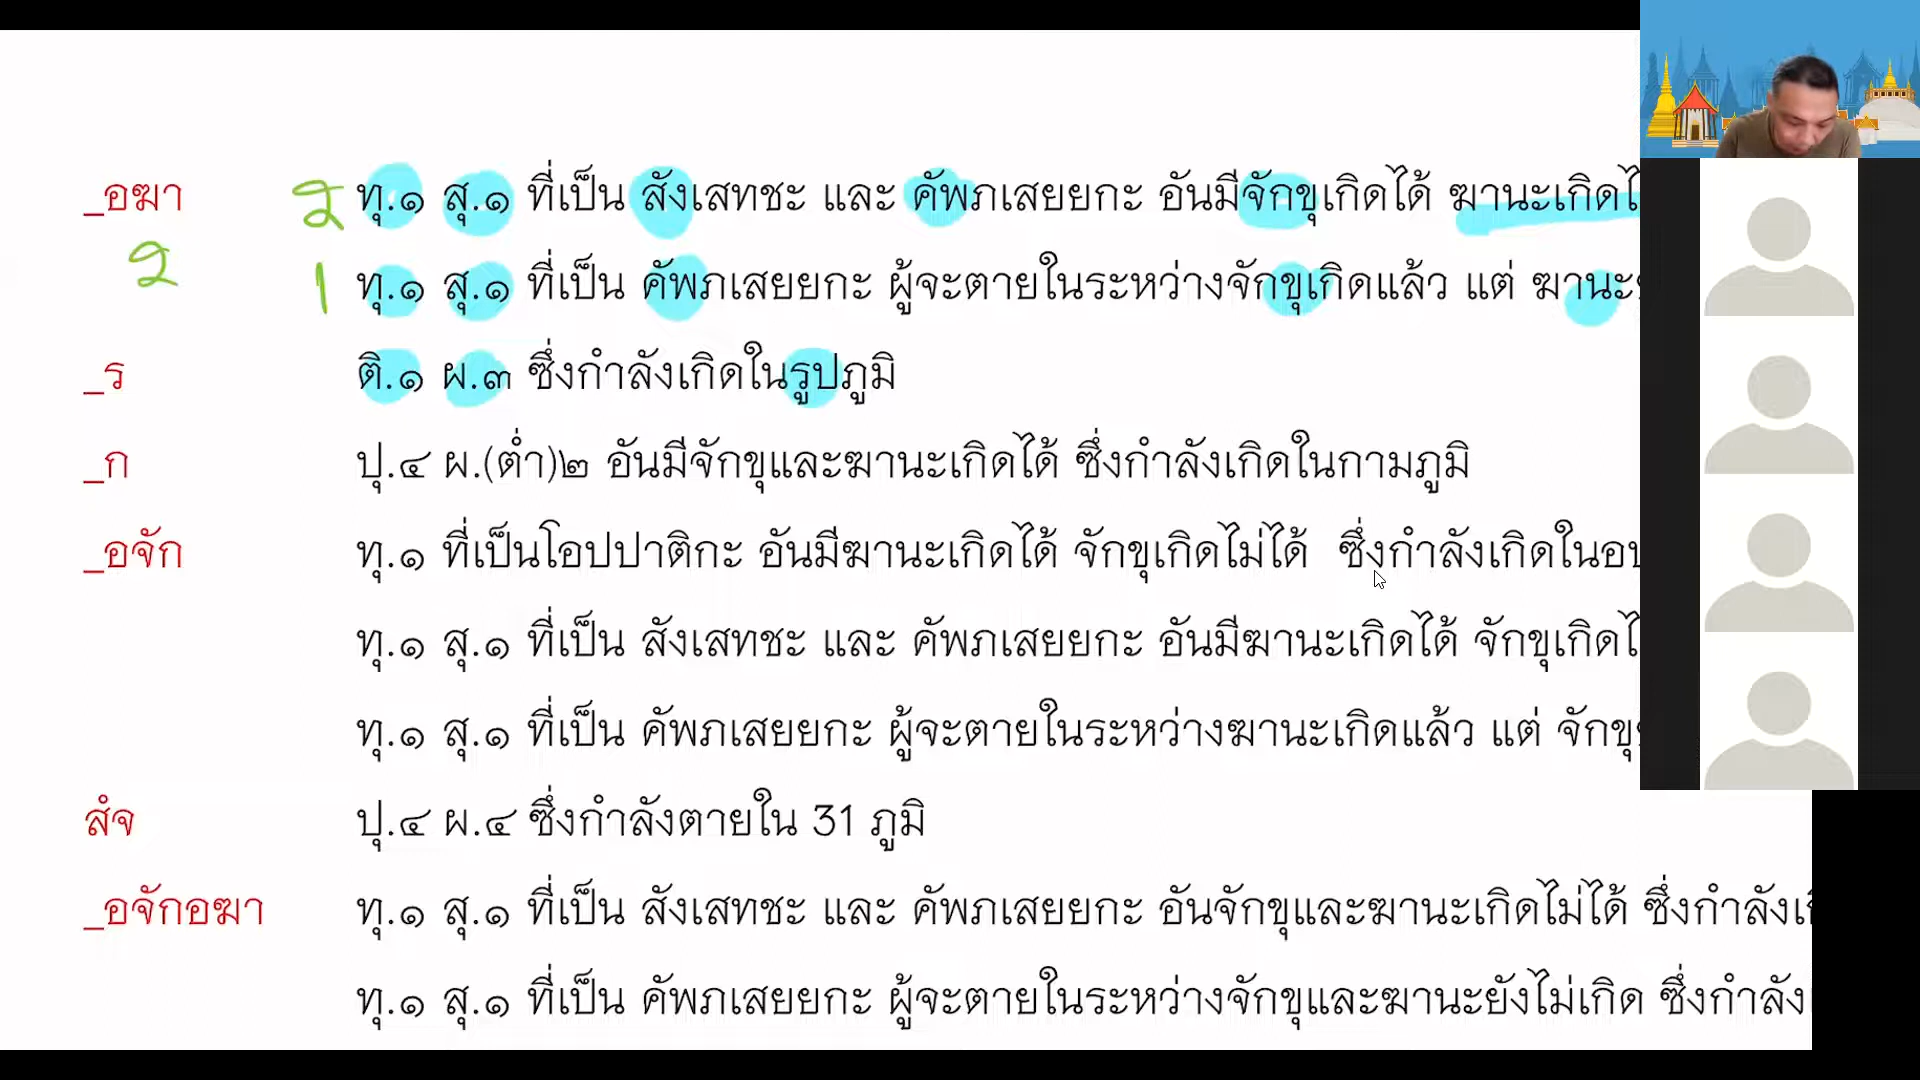 _อฆา 2 ทุ.๑ สุ.๑ ที่เป็น สังเสทชะ และ คัพภเสยยกะ อันมีจักขุเกิดได้ ฆานะเกิดไ
2 1 ทุ.๑ สุ.๑ ที่เป็น คัพภเสยยกะ ผู้จะตายในระหว่างจักขุเกิดแล้ว แต่ ฆานะ
_ร ติ.๑ ผ.๓ ซึ่งกำลังเกิดในรูปภูมิ
_ก ปุ.๔ ผ.(ต่ำ)๒ อันมีจักขุและฆานะเกิดได้ ซึ่งกำลังเกิดในกามภูมิ
_อจัก ทุ.๑ ที่เป็นโอปปาติกะ อันมีฆานะเกิดได้ จักขุเกิดไม่ได้ ซึ่งกำลังเกิดในอ
ทุ.๑ สุ.๑ ที่เป็น สังเสทชะ และ คัพภเสยยกะ อันมีฆานะเกิดได้ จักขุเกิดไ
ทุ.๑ สุ.๑ ที่เป็น คัพภเสยยกะ ผู้จะตายในระหว่างฆานะเกิดแล้ว แต่ จักขุ
สํจ ปุ.๔ ผ.๔ ซึ่งกำลังตายใน 31 ภูมิ
_อจักอฆา ทุ.๑ สุ.๑ ที่เป็น สังเสทชะ และ คัพภเสยยกะ อันจักขุและฆานะเกิดไม่ได้ ซึ่งกำลังเ
ทุ.๑ สุ.๑ ที่เป็น คัพภเสยยกะ ผู้จะตายในระหว่างจักขุและฆานะยังไม่เกิด ซึ่งกำลัง